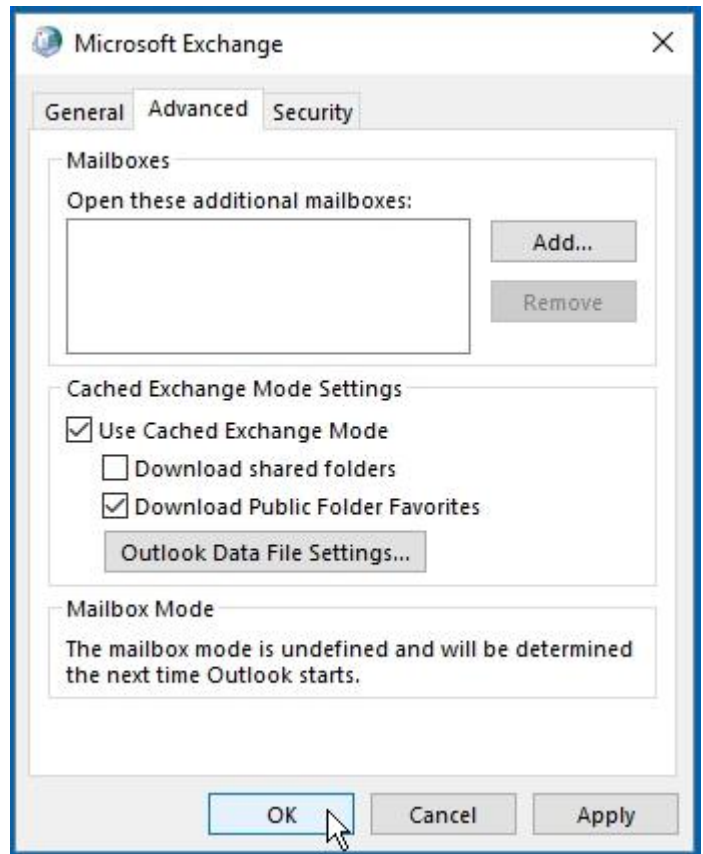 Microsoft Exchange
General Advanced Security
Mailboxes
Open these additional mailboxes:
Add...
Remove
Cached Exchange Mode Settings
Use Cached Exchange Mode
Download shared folders
Download Public Folder Favorites
Outlook Data File Settings...
Mailbox Mode
The mailbox mode is undefined and will be determined
the next time Outlook starts.
OK Cancel Apply